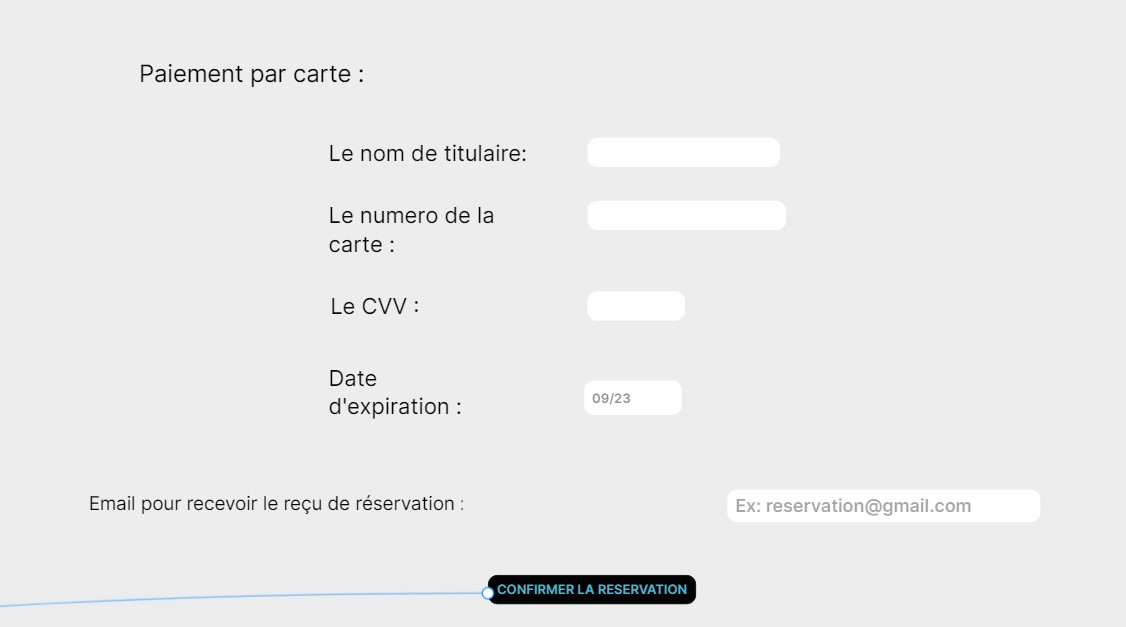 Paiement par carte :
Le nom de titulaire:
Le numero de la
carte :
Le CVV :
Date
d'expiration :
09/23
Email pour recevoir le reçu de réservation :
Ex: reservation@gmail.com
CONFIRMER LA RESERVATION